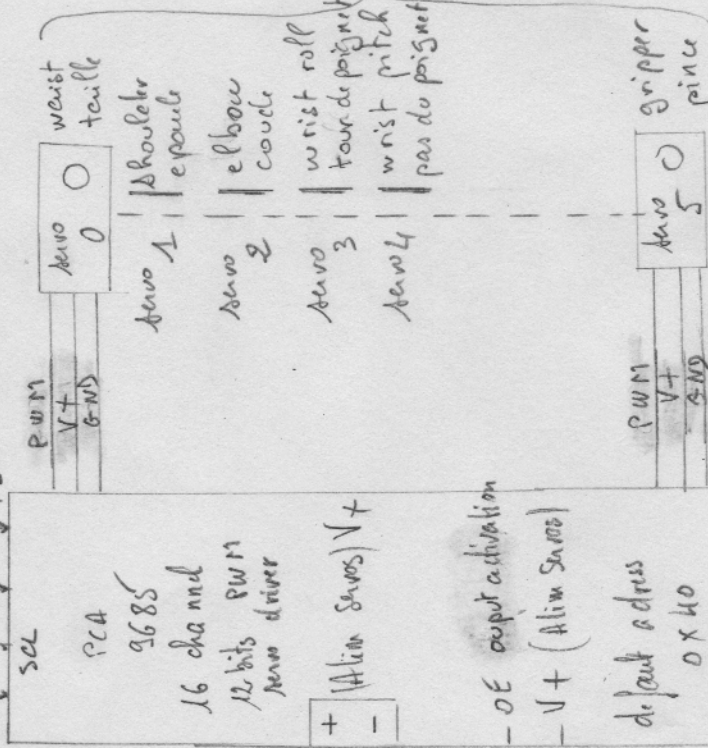 SCL
PCA
9685
16 channel
12 bits PWM
servo driver
+
-
(Alim Servos) V+
- OE ouput activation
- V+ (Alim Servos)
default adress
0x40
PWM
V+
GND
servo
0
waist
taille
servo
1
shoulder
epaule
servo
2
elbow
coude
servo
3
wrist roll
tour de poignet
servo 4
wrist pitch
pas du poignet
PWM
V+
GND
servo
5
gripper
pince